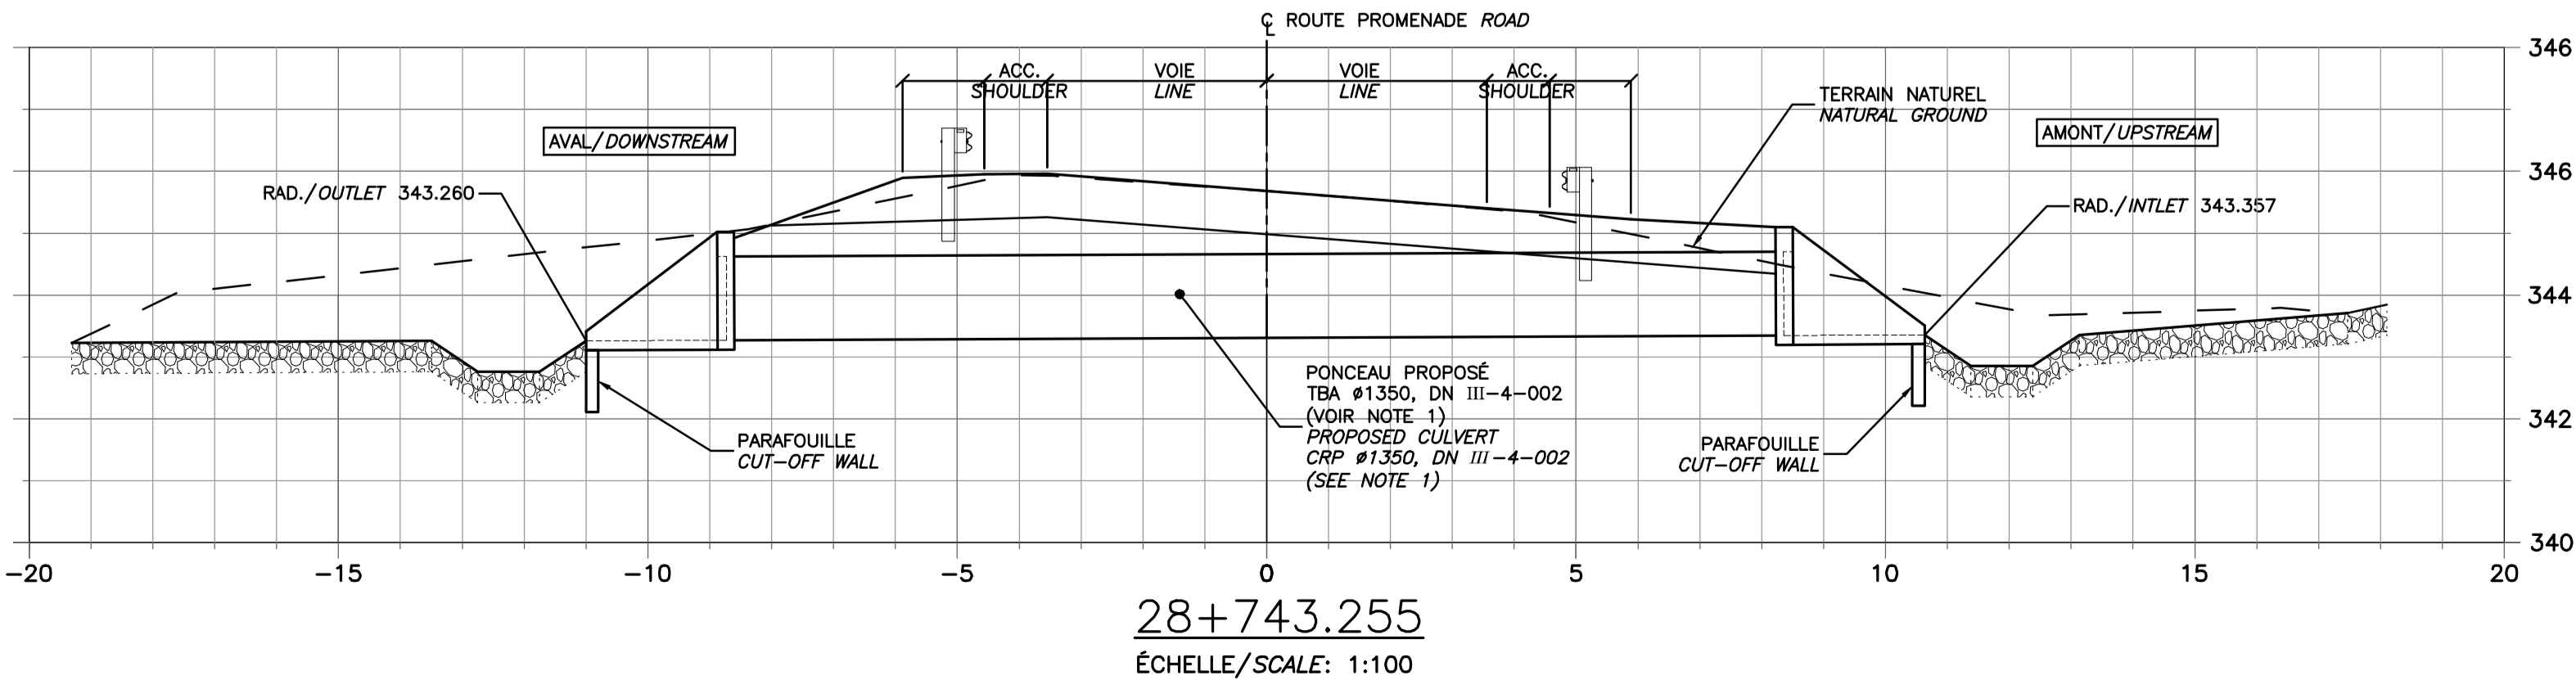 ℄ ROUTE PROMENADE ROAD
346
ACC.
SHOULDER
VOIE
LINE
VOIE
LINE
ACC.
SHOULDER
TERRAIN NATUREL
NATURAL GROUND
AVAL/DOWNSTREAM
AMONT/UPSTREAM
346
RAD./OUTLET 343.260
RAD./INTLET 343.357
344
PONCEAU PROPOSÉ
TBA ø1350, DN III-4-002
(VOIR NOTE 1)
PROPOSED CULVERT
CRP ø1350, DN III-4-002
(SEE NOTE 1)
342
PARAFOUILLE
CUT-OFF WALL
PARAFOUILLE
CUT-OFF WALL
340
-20 -15 -10 -5 0 5 10 15 20
28+743.255
ÉCHELLE/SCALE: 1:100